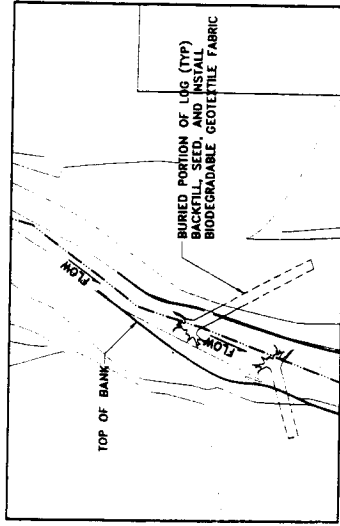 FLOW
TOP OF BANK
FLOW
BURIED PORTION OF LOG (TYP)
BACKFILL, SEED, AND INSTALL
BIODEGRADABLE GEOTEXTILE FABRIC